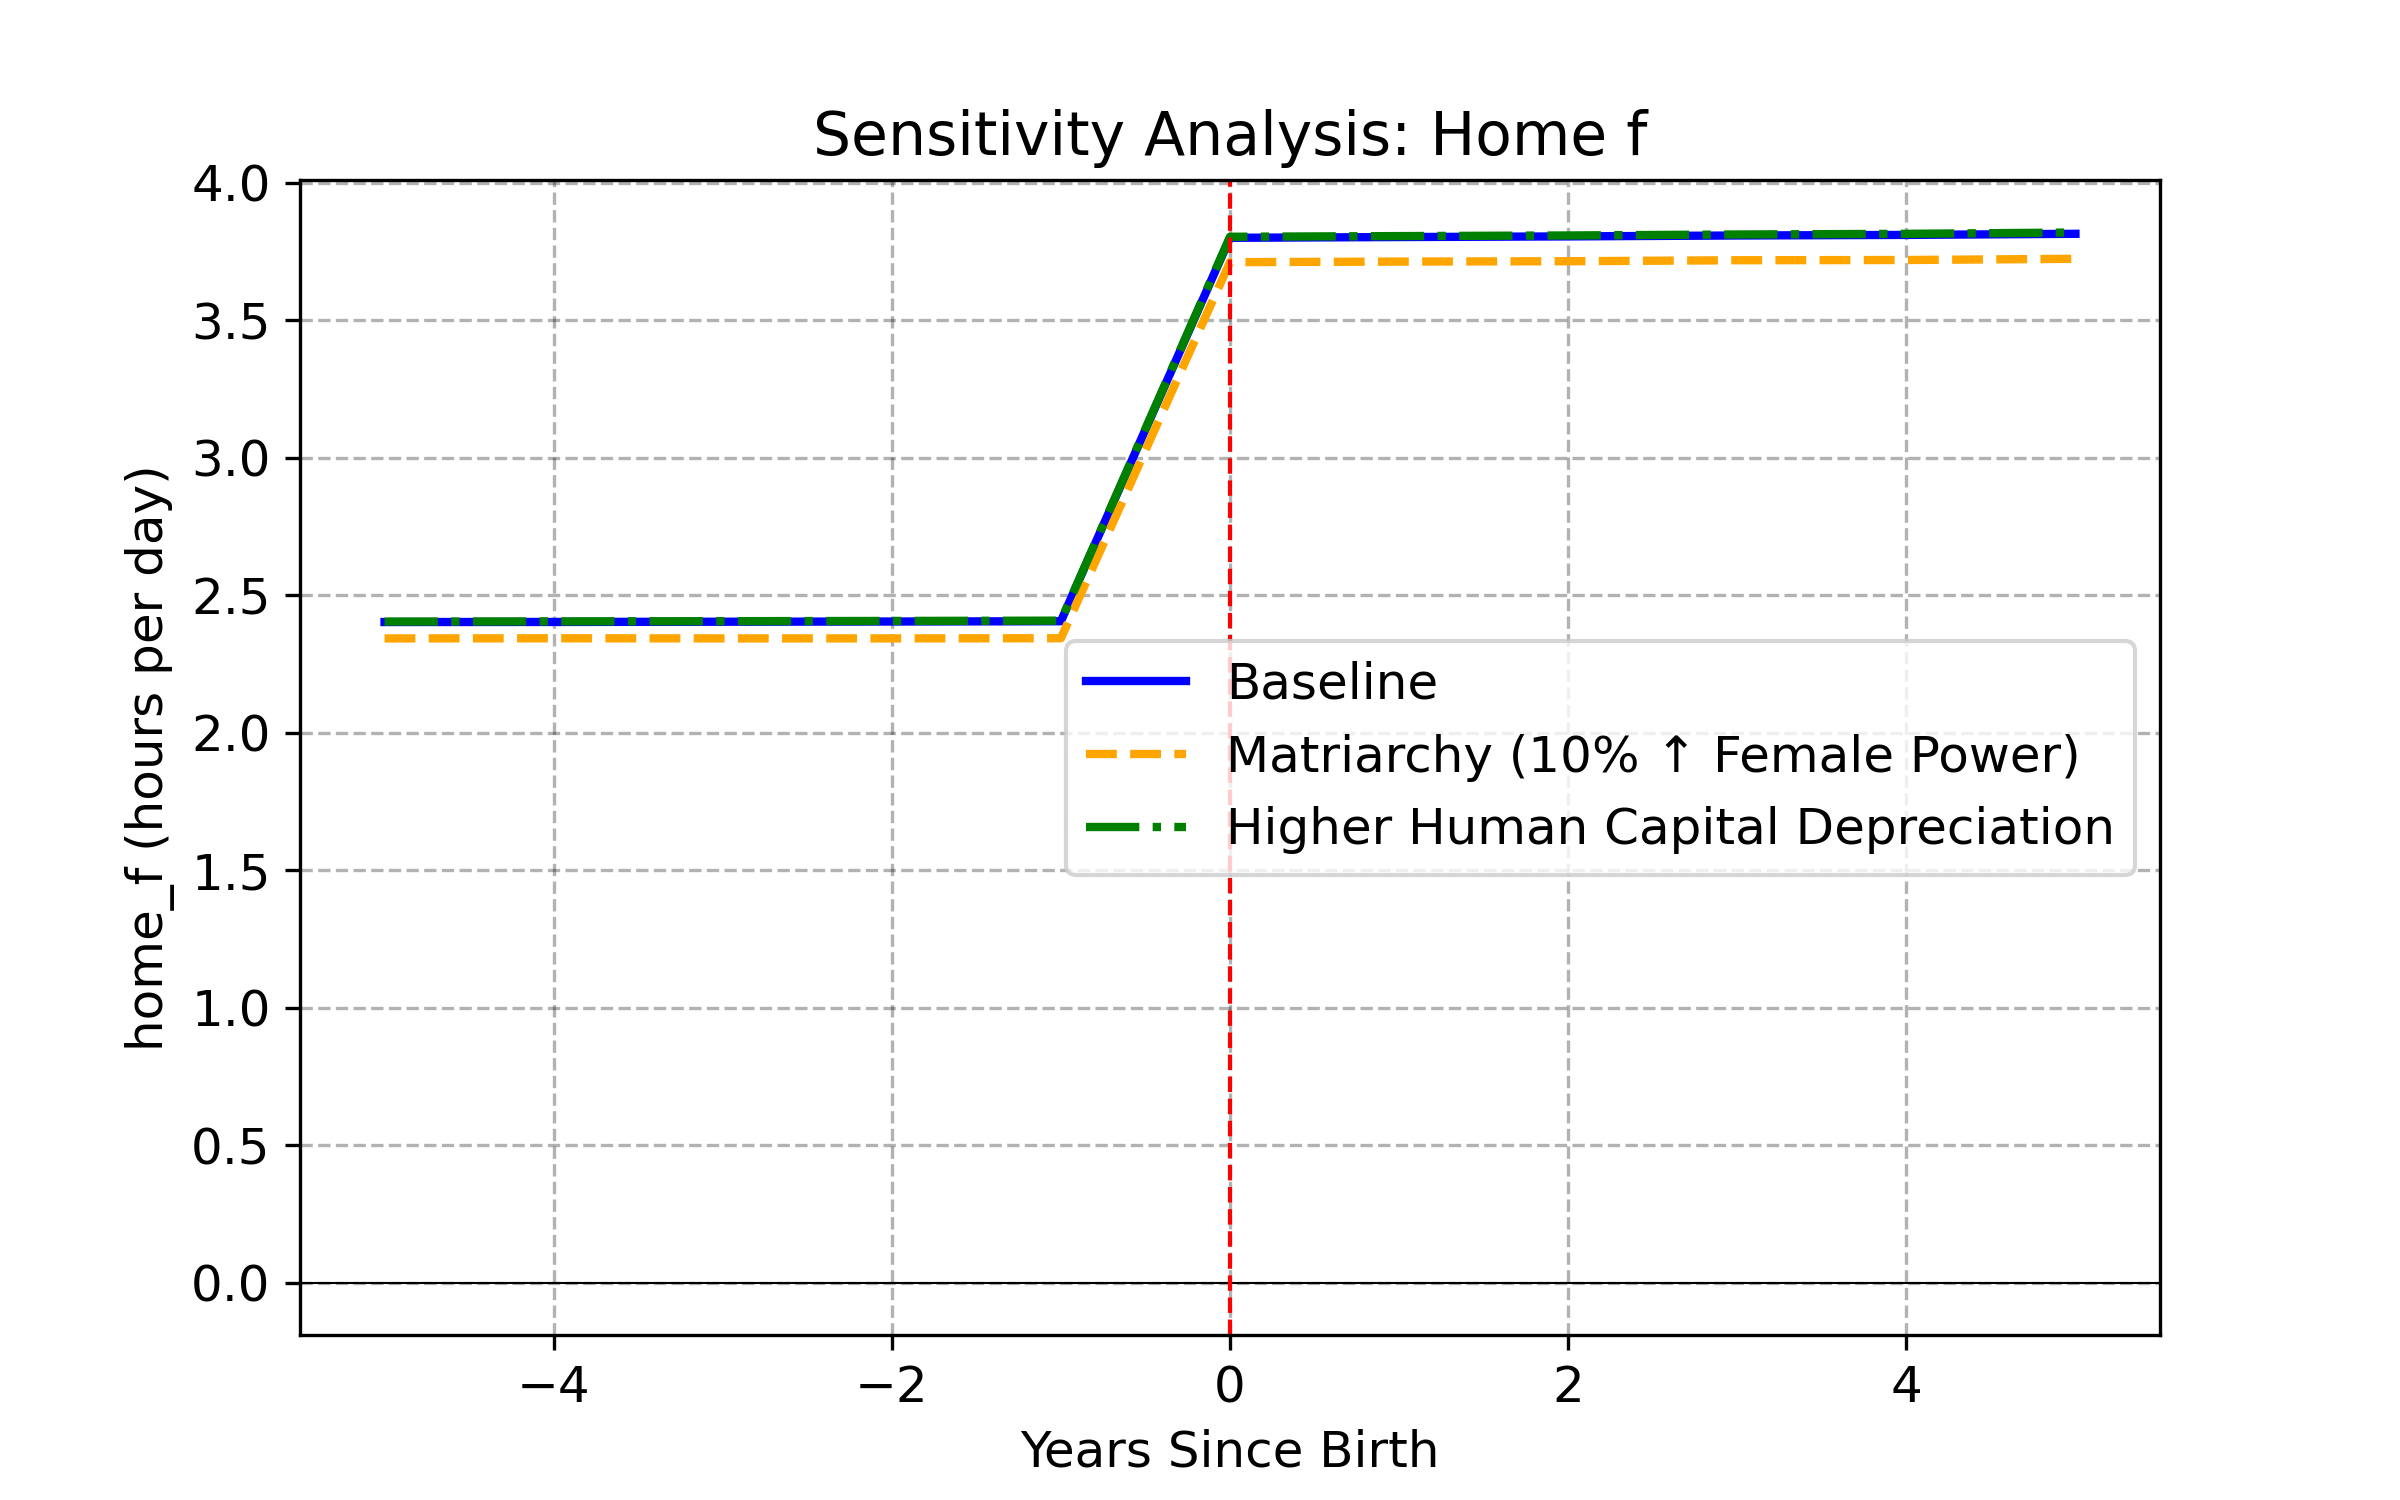 Sensitivity Analysis: Home f
home_f (hours per day)
4.0
3.5
3.0
2.5
2.0
1.5
1.0
0.5
0.0
Baseline
Matriarchy (10% ↑ Female Power)
Higher Human Capital Depreciation
−4 −2 0 2 4
Years Since Birth